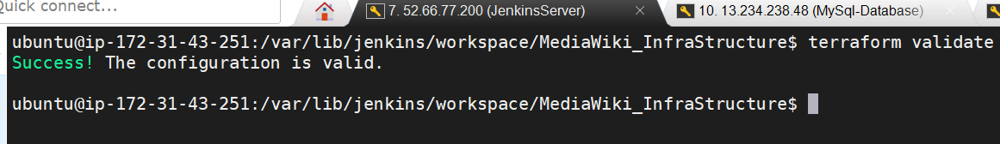 Quick connect...
7. 52.66.77.200 (JenkinsServer)
10. 13.234.238.48 (MySql-Database)
ubuntu@ip-172-31-43-251:/var/lib/jenkins/workspace/MediaWiki_InfraStructure$ terraform validate
Success! The configuration is valid.
ubuntu@ip-172-31-43-251:/var/lib/jenkins/workspace/MediaWiki_InfraStructure$